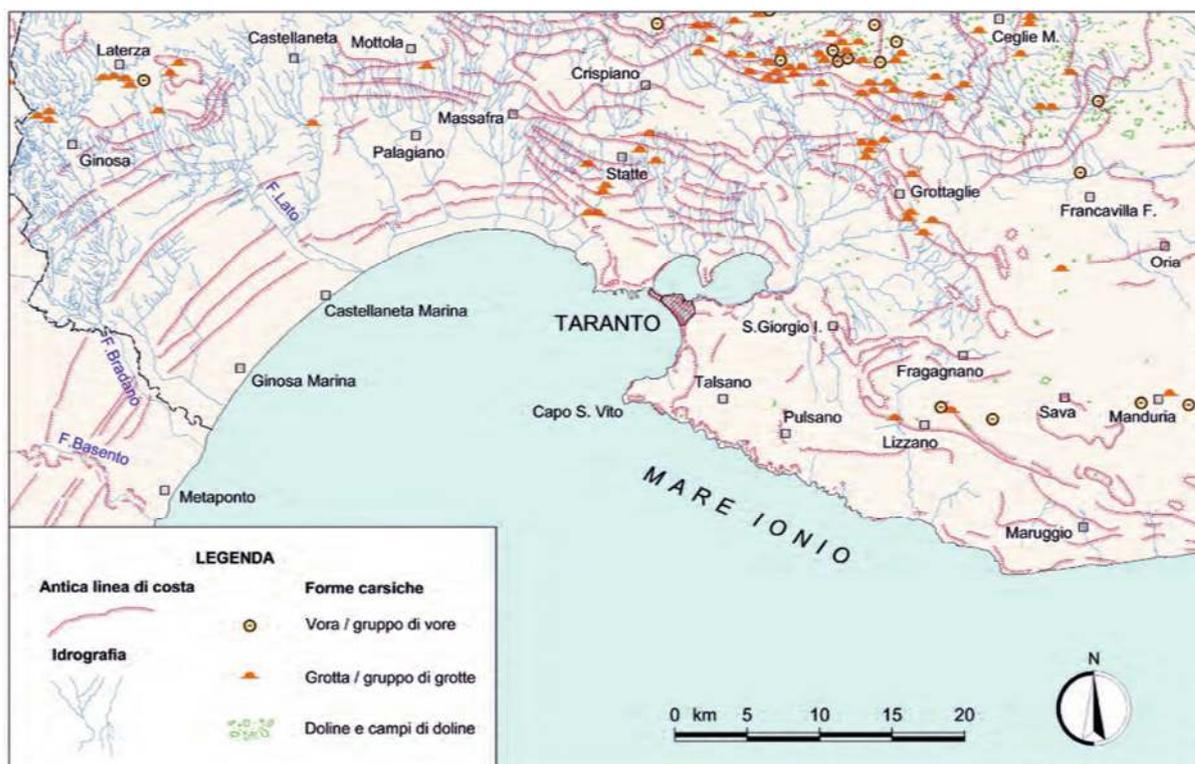 Castellaneta
Mottola
Ceglie M.
Laterza
Crispiano
Massafra
Palagiano
Ginosa
Statte
Grottaglie
Francavilla F.
F. Lato
Oria
Castellaneta Marina
TARANTO
S.Giorgio I.
F.Bradano
Ginosa Marina
Fragagnano
Talsano
Capo S. Vito
Sava
Manduria
Pulsano
Lizzano
F.Basento
Metaponto
MARE IONIO
Maruggio
LEGENDA
Antica linea di costa
Forme carsiche
Vora / gruppo di vore
Idrografia
Grotta / gruppo di grotte
Doline e campi di doline
N
0 km 5 10 15 20